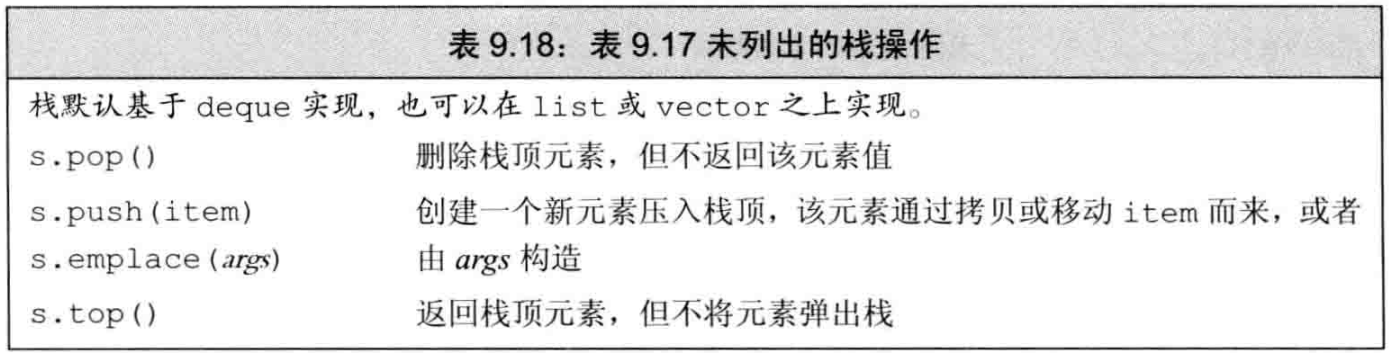 表 9.18：表 9.17 未列出的栈操作
栈默认基于 deque 实现，也可以在 list 或 vector 之上实现。
s.pop() 删除栈顶元素，但不返回该元素值
s.push(item) 创建一个新元素压入栈顶，该元素通过拷贝或移动 item 而来，或者
s.emplace(args) 由 args 构造
s.top() 返回栈顶元素，但不将元素弹出栈